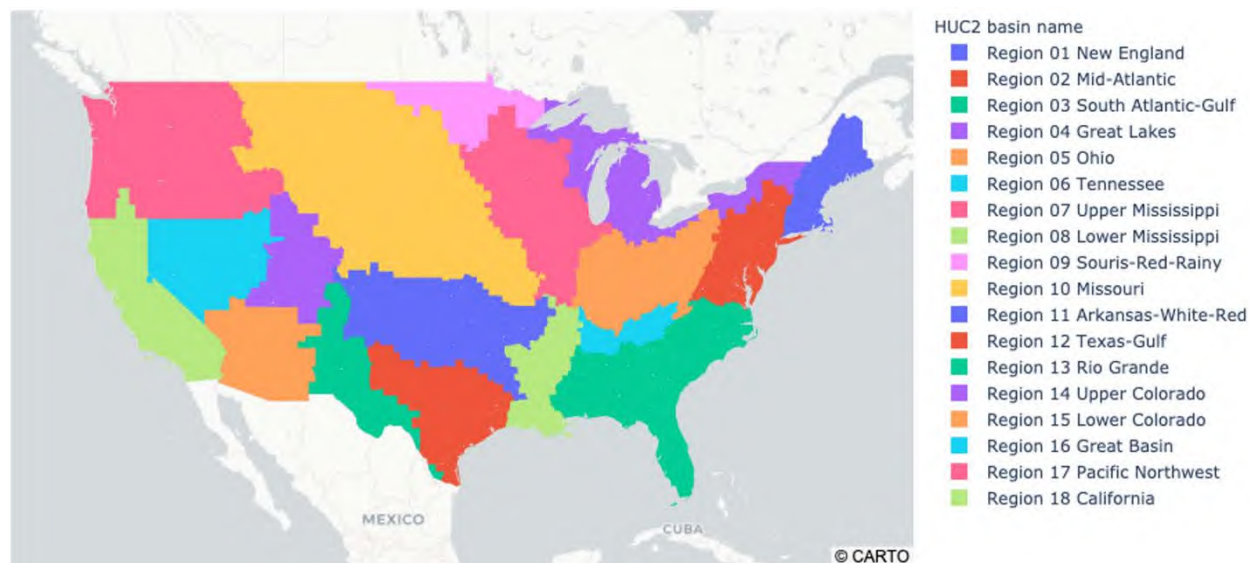 HUC2 basin name
Region 01 New England
Region 02 Mid-Atlantic
Region 03 South Atlantic-Gulf
Region 04 Great Lakes
Region 05 Ohio
Region 06 Tennessee
Region 07 Upper Mississippi
Region 08 Lower Mississippi
Region 09 Souris-Red-Rainy
Region 10 Missouri
Region 11 Arkansas-White-Red
Region 12 Texas-Gulf
Region 13 Rio Grande
Region 14 Upper Colorado
Region 15 Lower Colorado
Region 16 Great Basin
Region 17 Pacific Northwest
Region 18 California
MEXICO
CUBA
© CARTO